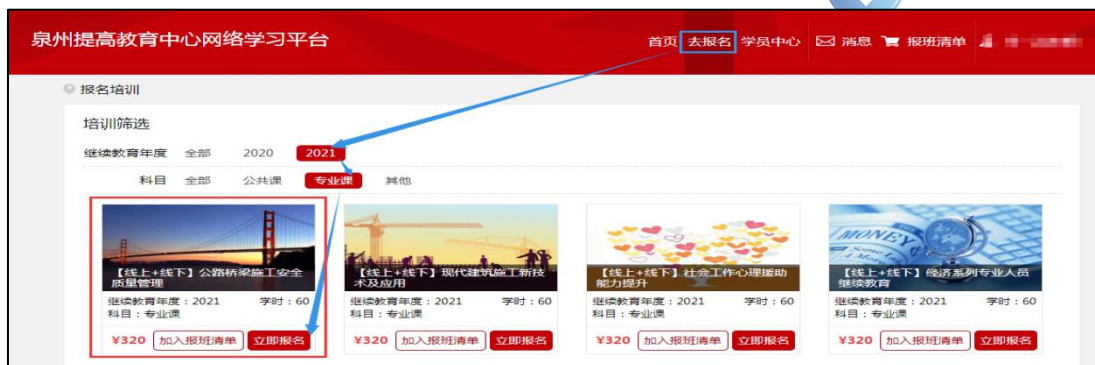 泉州提高教育中心网络学习平台
首页 去报名 学员中心 消息 报班清单
报名培训
培训筛选
继续教育年度 全部 2020 2021
科目 全部 公共课 专业课 其他
【线上+线下】公路桥梁施工安全
质量管理
继续教育年度：2021 学时：60
科目：专业课
¥320 加入报班清单 立即报名
【线上+线下】现代建筑施工新技
术及应用
继续教育年度：2021 学时：60
科目：专业课
¥320 加入报班清单 立即报名
【线上+线下】社会工作心理援助
能力提升
继续教育年度：2021 学时：60
科目：专业课
¥320 加入报班清单 立即报名
MONEY
【线上+线下】经济系列专业人员
继续教育
继续教育年度：2021 学时：60
科目：专业课
¥320 加入报班清单 立即报名